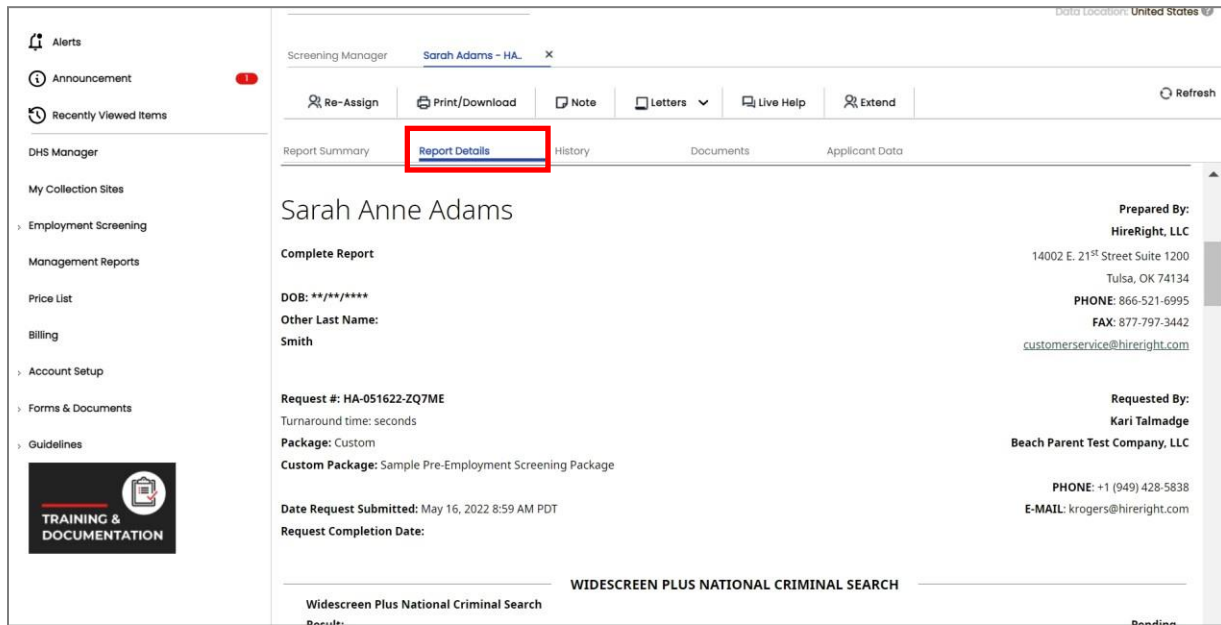 Data Location: United States
Alerts
Announcement 1
Recently Viewed Items
DHS Manager
My Collection Sites
Employment Screening
Management Reports
Price List
Billing
Account Setup
Forms & Documents
Guidelines
TRAINING &
DOCUMENTATION
Screening Manager Sarah Adams - HA...
Re-Assign Print/Download Note Letters Live Help Extend Refresh
Report Summary Report Details History Documents Applicant Data
Sarah Anne Adams
Complete Report
DOB: **/**/****
Other Last Name:
Smith
Prepared By:
HireRight, LLC
14002 E. 21st Street Suite 1200
Tulsa, OK 74134
PHONE: 866-521-6995
FAX: 877-797-3442
customerservice@hireright.com
Request #: HA-051622-ZQ7ME
Turnaround time: seconds
Package: Custom
Custom Package: Sample Pre-Employment Screening Package
Date Request Submitted: May 16, 2022 8:59 AM PDT
Request Completion Date:
Requested By:
Kari Talmadge
Beach Parent Test Company, LLC
PHONE: +1 (949) 428-5838
E-MAIL: krogers@hireright.com
WIDESCREEN PLUS NATIONAL CRIMINAL SEARCH
Widescreen Plus National Criminal Search
Result: Pending